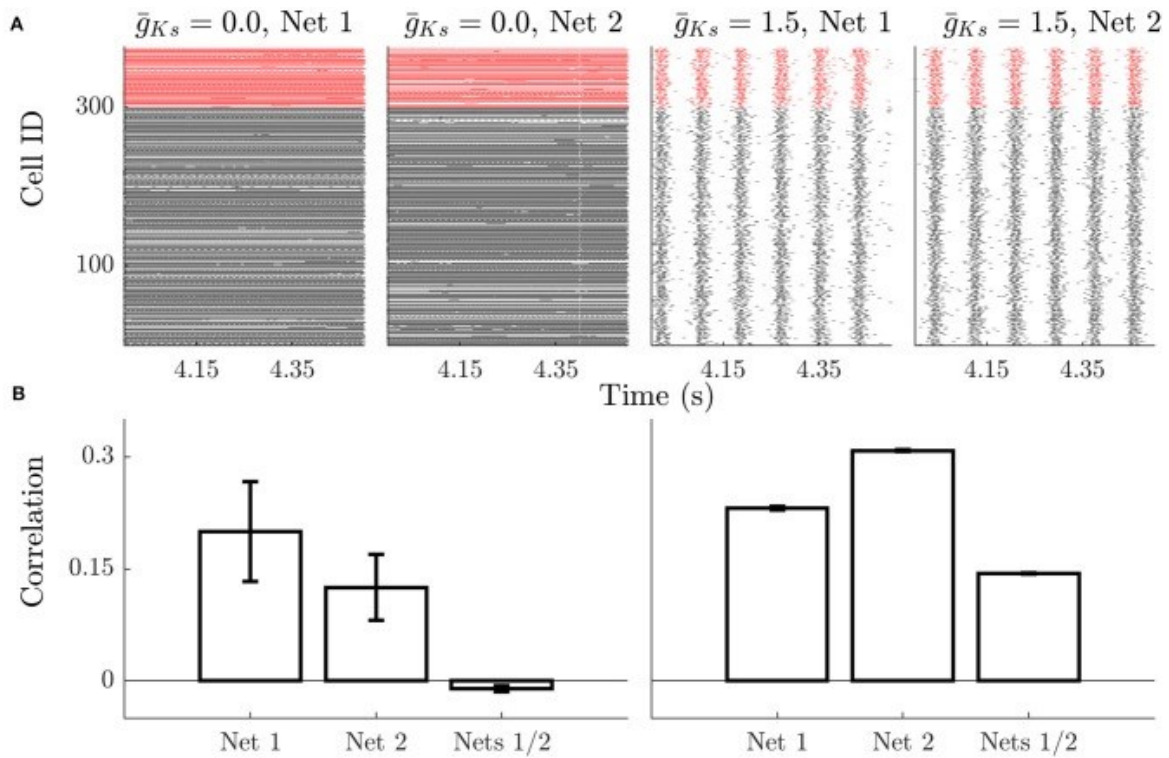 A
ḡKs = 0.0, Net 1
ḡKs = 0.0, Net 2
ḡKs = 1.5, Net 1
ḡKs = 1.5, Net 2
Cell ID
300
100
4.15 4.35
4.15 4.35
4.15 4.35
4.15 4.35
Time (s)
B
Correlation
0.3
0.15
0
Net 1 Net 2 Nets 1/2
Net 1 Net 2 Nets 1/2